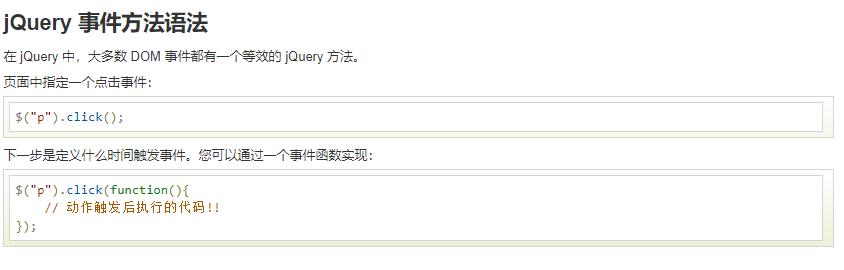 jQuery 事件方法语法
在 jQuery 中，大多数 DOM 事件都有一个等效的 jQuery 方法。
页面中指定一个点击事件：
$("p").click();
下一步是定义什么时间触发事件。您可以通过一个事件函数实现：
$("p").click(function(){
    // 动作触发后执行的代码!!
});